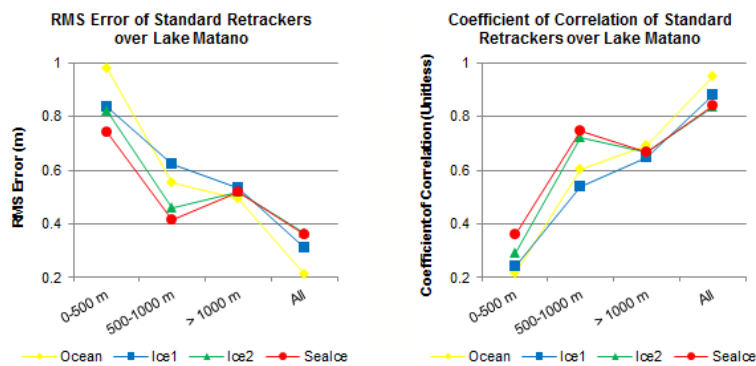 RMS Error of Standard Retrackers
over Lake Matano
1
0.8
0.6
0.4
0.2
RMS Error (m)
0-500 m
500-1000 m
> 1000 m
All
Ocean
Ice1
Ice2
SeaIce
Coefficient of Correlation of Standard
Retrackers over Lake Matano
1
0.8
0.6
0.4
0.2
Coefficient of Correlation (Unitless)
0-500 m
500-1000 m
> 1000 m
All
Ocean
Ice1
Ice2
SeaIce